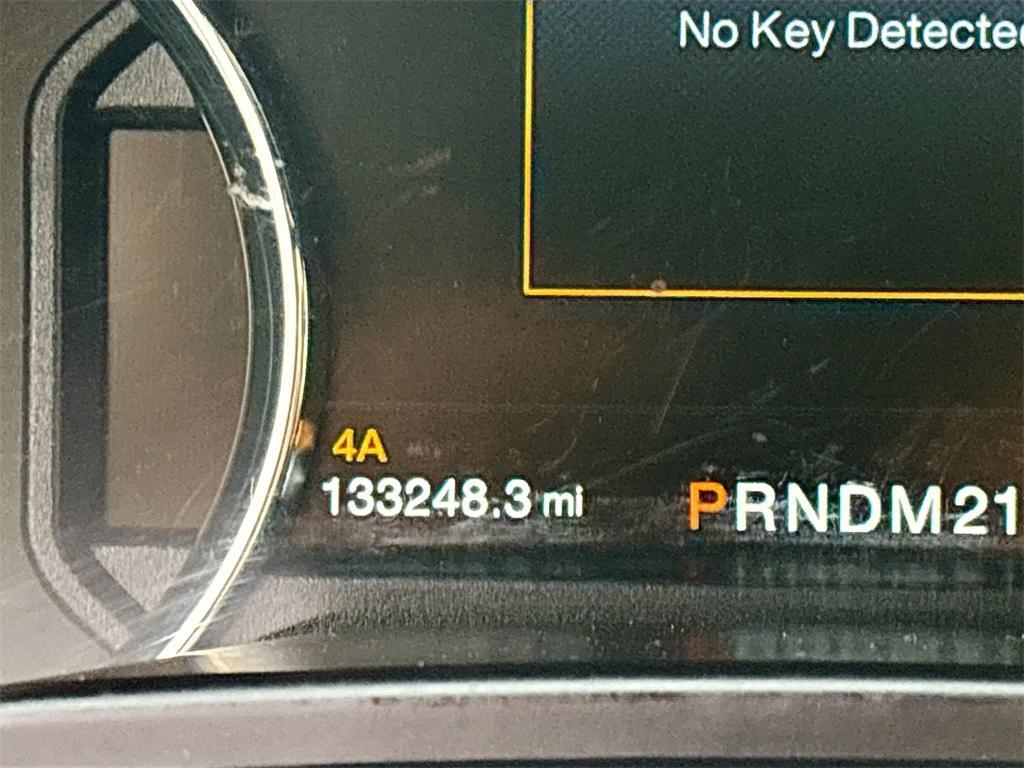 No Key Detecte
4A
133248.3 mi
PRNDM21